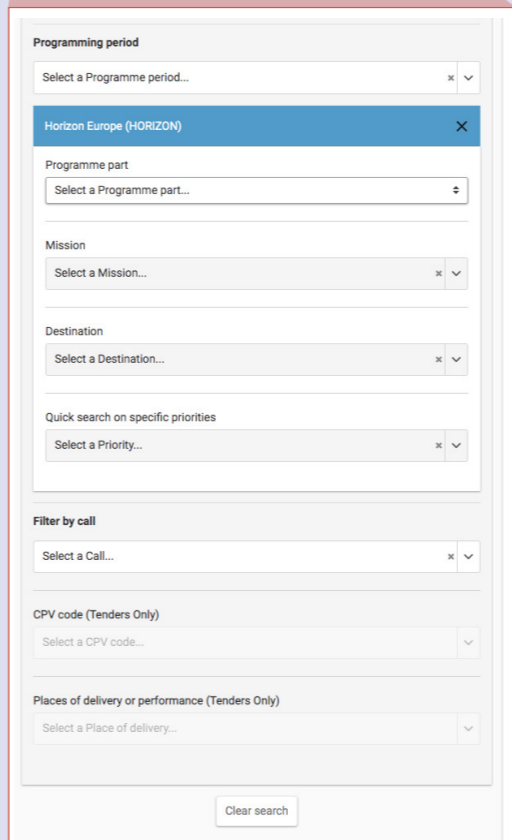 Programming period
Select a Programme period...
Horizon Europe (HORIZON)
Programme part
Select a Programme part...
Mission
Select a Mission...
Destination
Select a Destination...
Quick search on specific priorities
Select a Priority...
Filter by call
Select a Call...
CPV code (Tenders Only)
Select a CPV code...
Places of delivery or performance (Tenders Only)
Select a Place of delivery...
Clear search